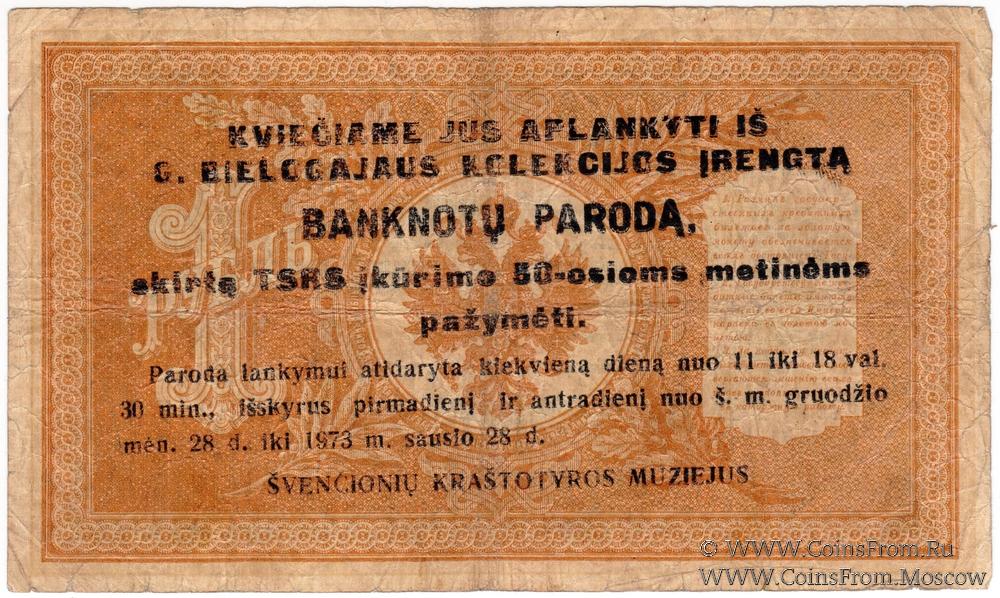 KVIEČIAME JUS APLANKYTI IŠ
G. BIELOGAJAUS KOLEKCIJOS ĮRENGTĄ
BANKNOTŲ PARODĄ,
skirtą TSRS įkūrimo 50-osioms metinėms
pažymėti.
Paroda lankymui atidaryta kiekvieną dieną nuo 11 iki 18 val.
30 min., išskyrus pirmadienį ir antradienį nuo š. m. gruodžio
mėn. 28 d. iki 1973 m. sausio 28 d.
ŠVENČIONIŲ KRAŠTOTYROS MUZIEJUS
© WWW.CoinsFrom.Ru
WWW.CoinsFrom.Moscow